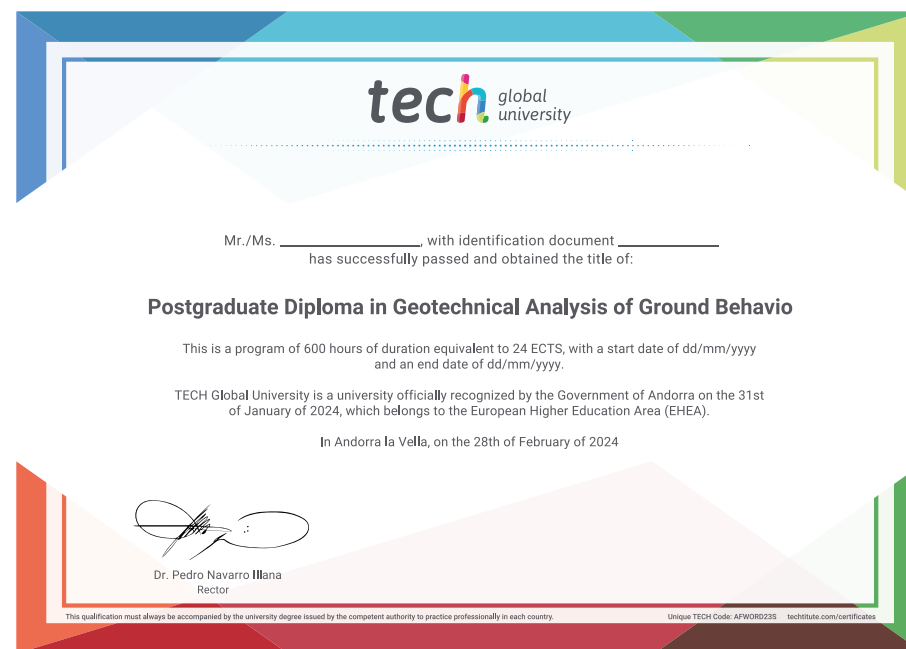 tech global
university
Mr./Ms. ____________, with identification document ____________
has successfully passed and obtained the title of:
Postgraduate Diploma in Geotechnical Analysis of Ground Behavio
This is a program of 600 hours of duration equivalent to 24 ECTS, with a start date of dd/mm/yyyy
and an end date of dd/mm/yyyy.
TECH Global University is a university officially recognized by the Government of Andorra on the 31st
of January of 2024, which belongs to the European Higher Education Area (EHEA).
In Andorra la Vella, on the 28th of February of 2024
Dr. Pedro Navarro Illana
Rector
This qualification must always be accompanied by the university degree issued by the competent authority to practice professionally in each country.
Unique TECH Code: AFWORD23S techtitute.com/certificates